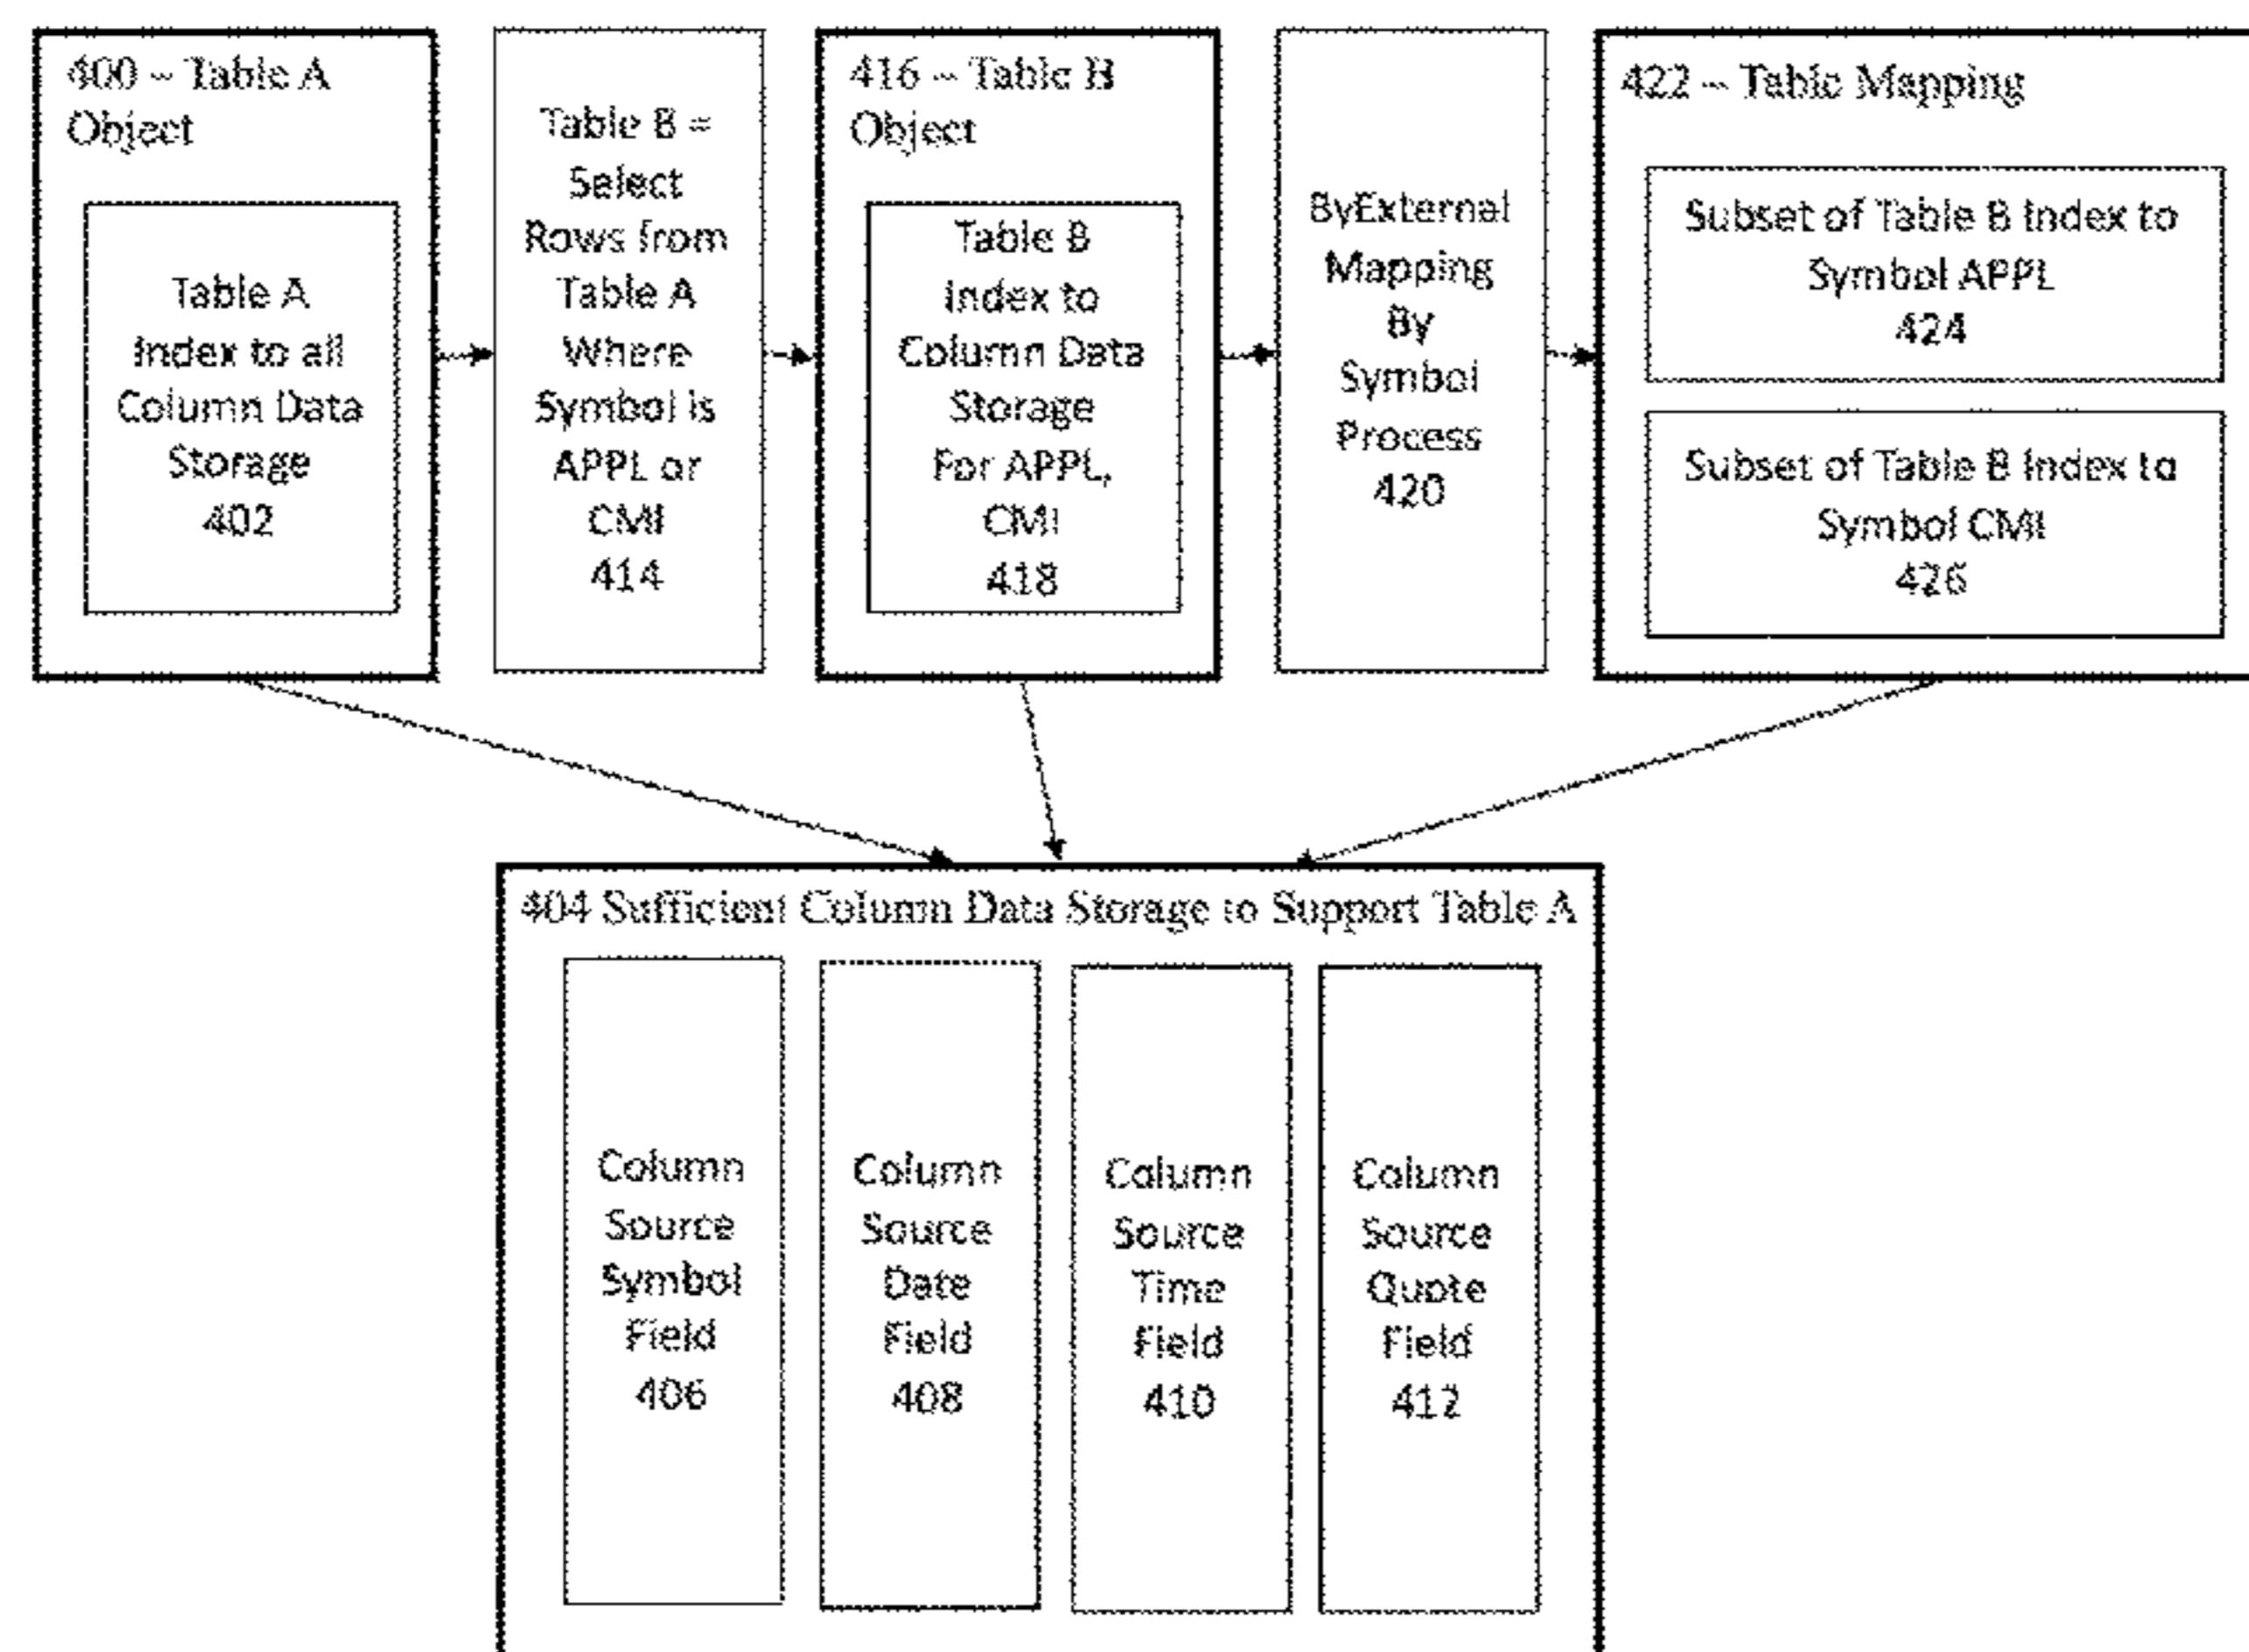 400 – Table A
Object
Table A
Index to all
Column Data
Storage
402
Table B =
Select
Rows from
Table A
Where
Symbol is
APPL or
CMI
414
416 – Table B
Object
Table B
Index to
Column Data
Storage
For APPL,
CMI
418
ByExternal
Mapping
By
Symbol
Process
420
422 – Table Mapping
Subset of Table B Index to
Symbol APPL
424
Subset of Table B Index to
Symbol CMI
426
404 Sufficient Column Data Storage to Support Table A
Column
Source
Symbol
Field
406
Column
Source
Date
Field
408
Column
Source
Time
Field
410
Column
Source
Quote
Field
412